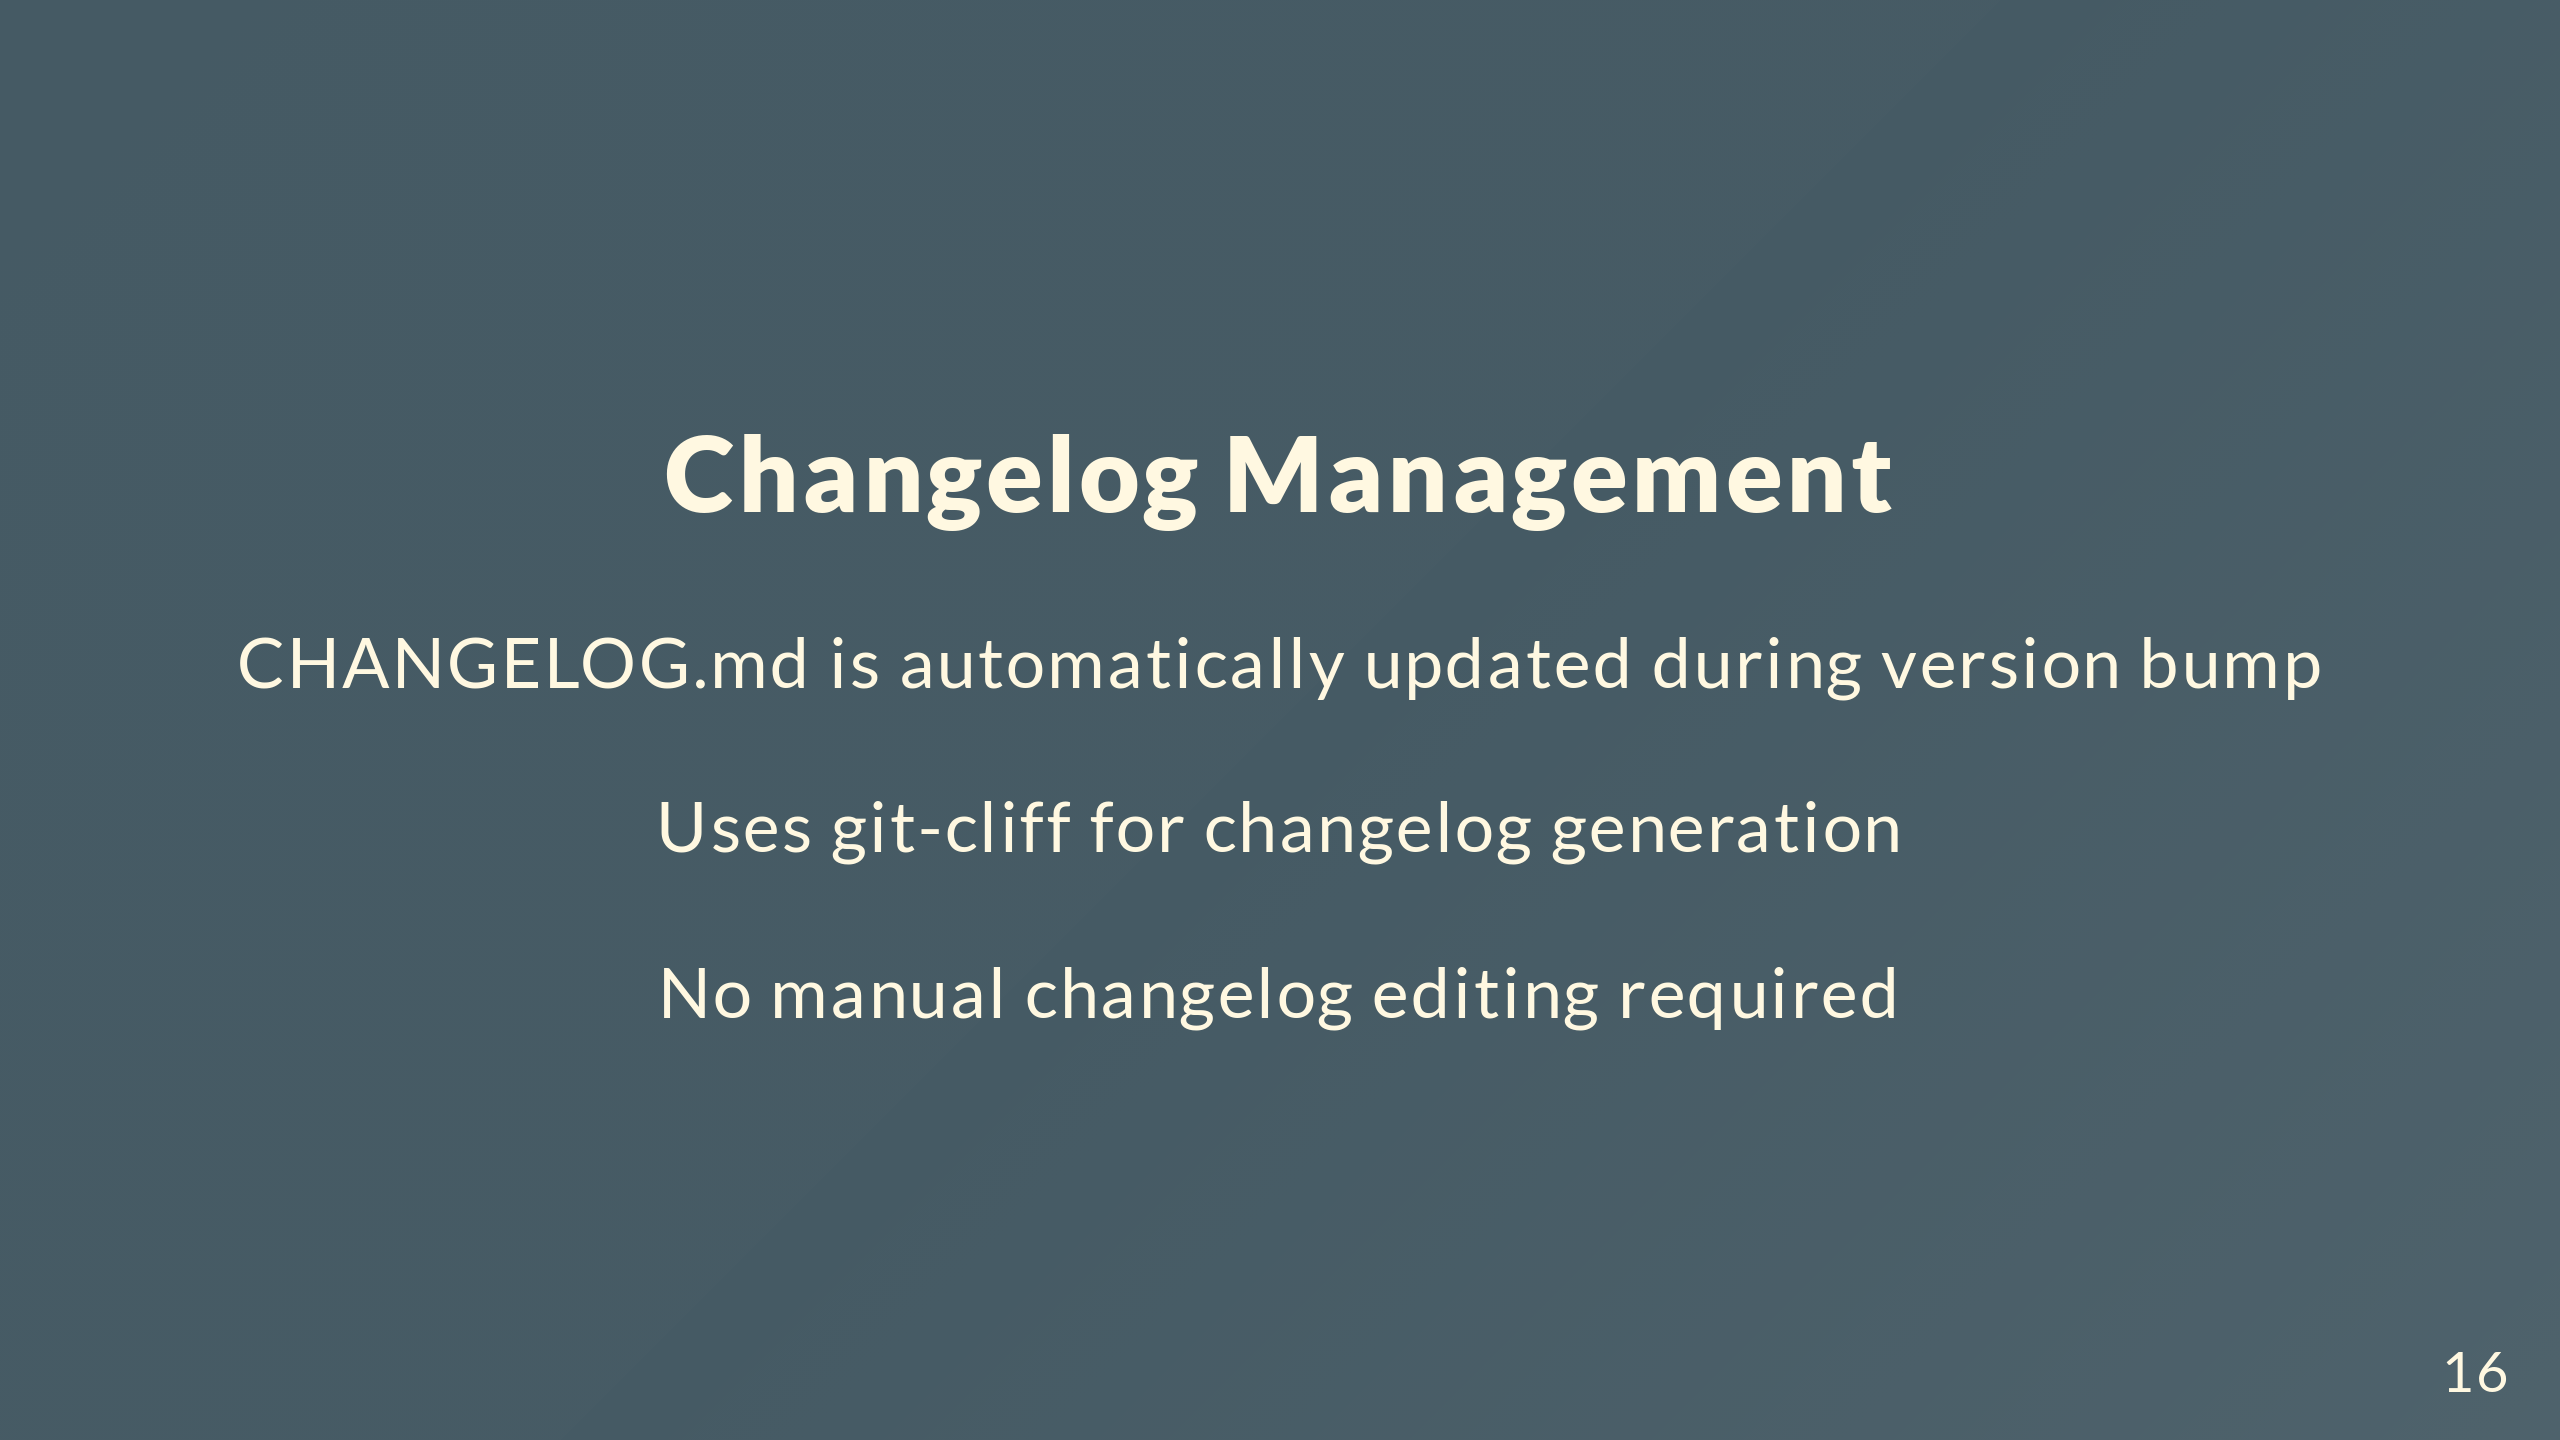 Changelog Management
CHANGELOG.md is automatically updated during version bump
Uses git-cliff for changelog generation
No manual changelog editing required
16